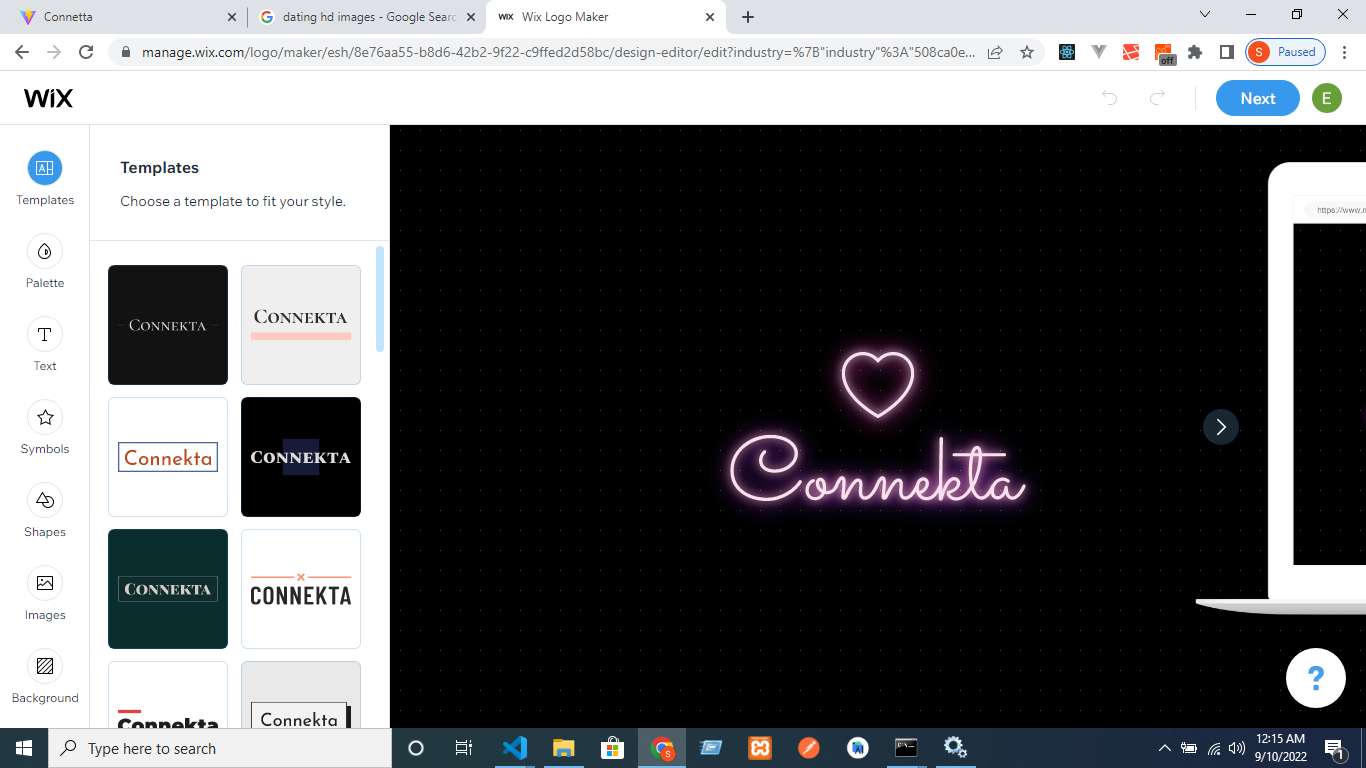 Connetta
dating hd images - Google Searc
WiX Wix Logo Maker
manage.wix.com/logo/maker/esh/8e76aa55-b8d6-42b2-9f22-c9ffed2d58bc/design-editor/edit?industry=%7B"industry"%3A"508ca0e...
off
S Paused
WiX
Next
E
Templates
Palette
Text
Symbols
Shapes
Images
Background
Templates
Choose a template to fit your style.
CONNEKTA
CONNEKTA
Connekta
CONNEKTA
CONNEKTA
CONNEKTA
Connekta
Connekta
Connekta
https://www.m
?
Type here to search
12:15 AM
9/10/2022
1